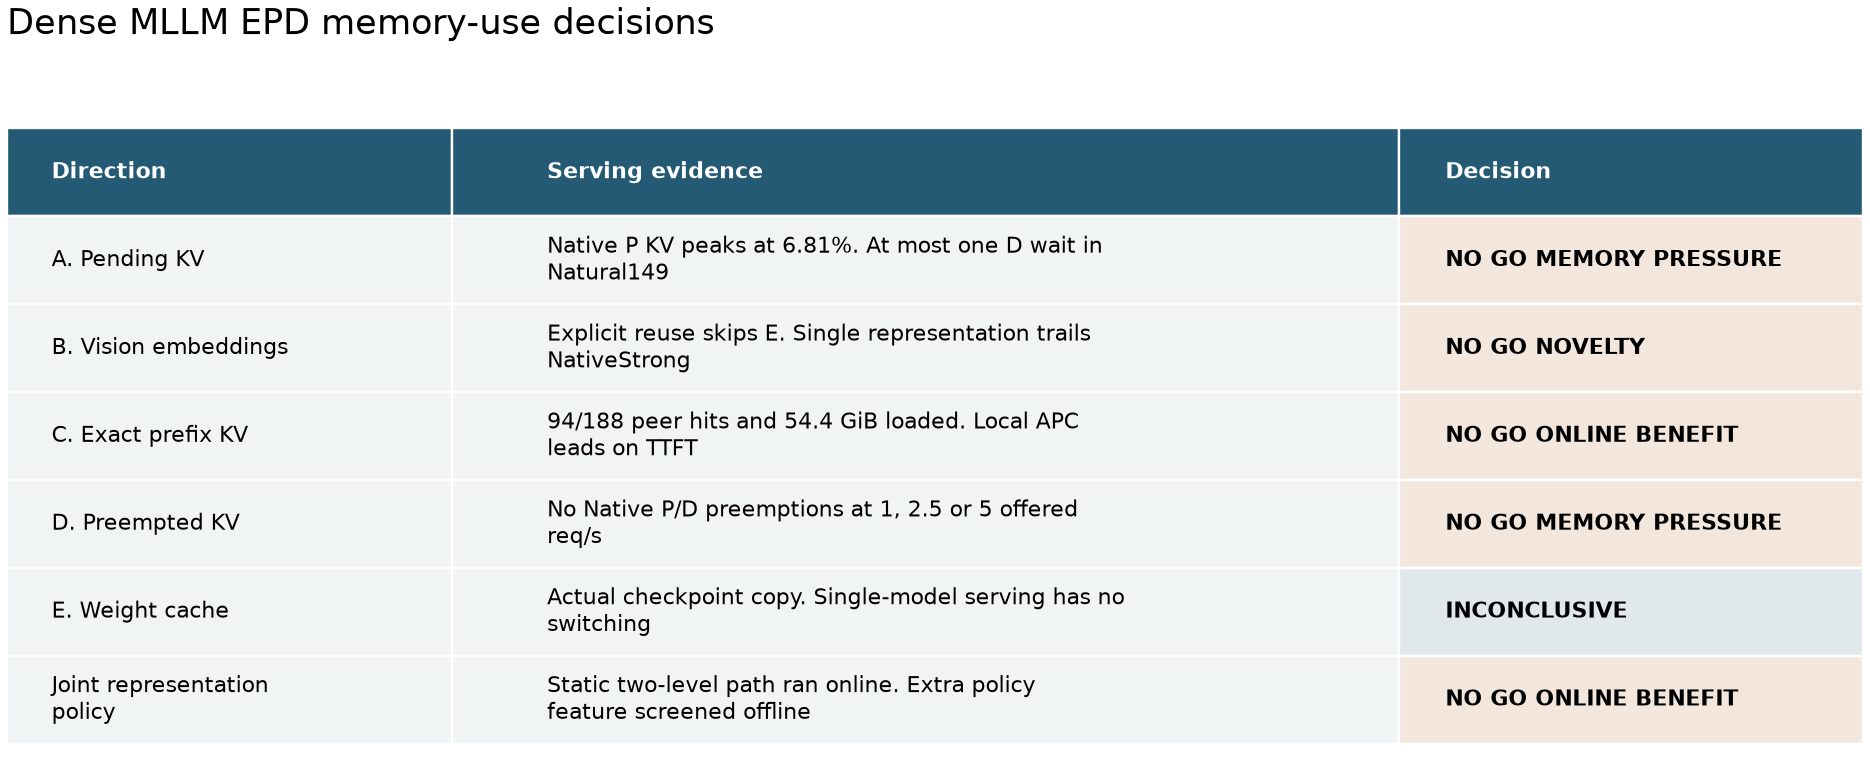 Dense MLLM EPD memory-use decisions
Direction
Serving evidence
Decision
A. Pending KV
Native P KV peaks at 6.81%. At most one D wait in
Natural149
NO GO MEMORY PRESSURE
B. Vision embeddings
Explicit reuse skips E. Single representation trails
NativeStrong
NO GO NOVELTY
C. Exact prefix KV
94/188 peer hits and 54.4 GiB loaded. Local APC
leads on TTFT
NO GO ONLINE BENEFIT
D. Preempted KV
No Native P/D preemptions at 1, 2.5 or 5 offered
req/s
NO GO MEMORY PRESSURE
E. Weight cache
Actual checkpoint copy. Single-model serving has no
switching
INCONCLUSIVE
Joint representation
policy
Static two-level path ran online. Extra policy
feature screened offline
NO GO ONLINE BENEFIT